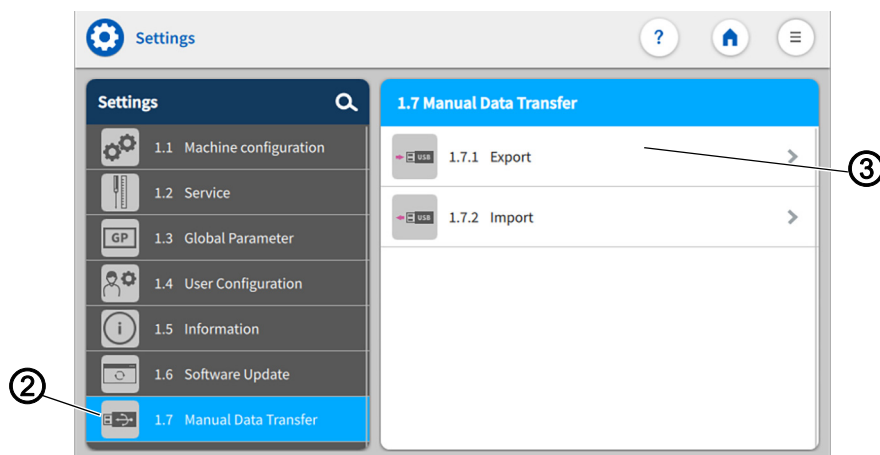 Settings
?
Settings
1.7 Manual Data Transfer
1.1 Machine configuration
USB
1.7.1 Export
3
1.2 Service
USB
1.7.2 Import
GP
1.3 Global Parameter
1.4 User Configuration
i
1.5 Information
1.6 Software Update
2
1.7 Manual Data Transfer